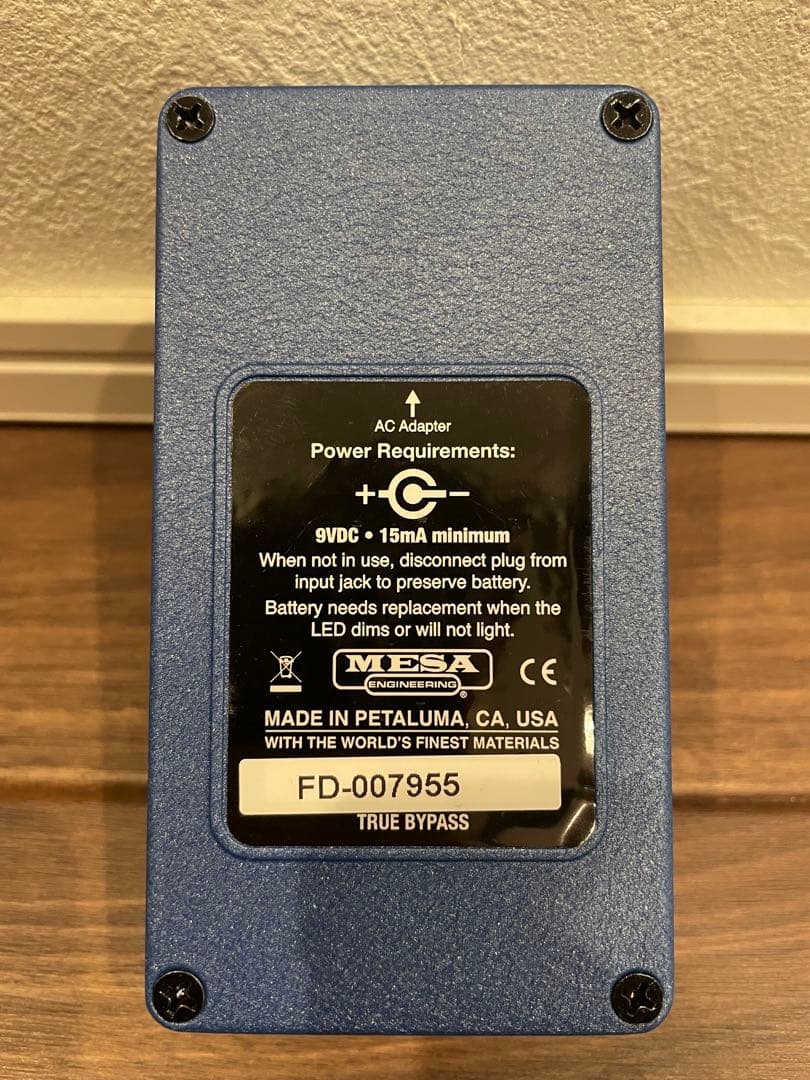 AC Adapter
Power Requirements:
+ −
9VDC • 15mA minimum
When not in use, disconnect plug from
input jack to preserve battery.
Battery needs replacement when the
LED dims or will not light.
MESA
ENGINEERING
®
CE
MADE IN PETALUMA, CA, USA
WITH THE WORLD'S FINEST MATERIALS
FD-007955
TRUE BYPASS